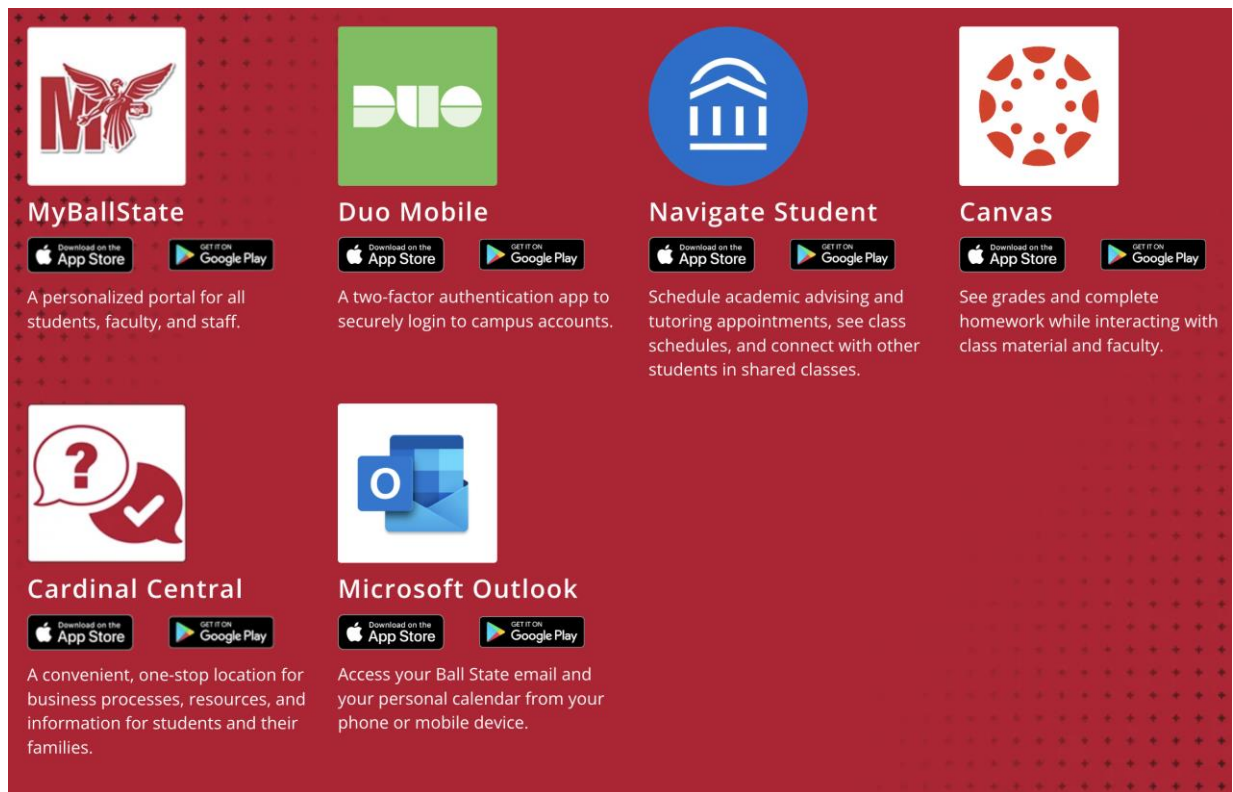 M
DUO
MyBallState
Download on the
App Store
GET IT ON
Google Play
A personalized portal for all
students, faculty, and staff.
Duo Mobile
Download on the
App Store
GET IT ON
Google Play
A two-factor authentication app to
securely login to campus accounts.
Navigate Student
Download on the
App Store
GET IT ON
Google Play
Schedule academic advising and
tutoring appointments, see class
schedules, and connect with other
students in shared classes.
Canvas
Download on the
App Store
GET IT ON
Google Play
See grades and complete
homework while interacting with
class material and faculty.
?
Cardinal Central
Download on the
App Store
GET IT ON
Google Play
A convenient, one-stop location for
business processes, resources, and
information for students and their
families.
O
Microsoft Outlook
Download on the
App Store
GET IT ON
Google Play
Access your Ball State email and
your personal calendar from your
phone or mobile device.